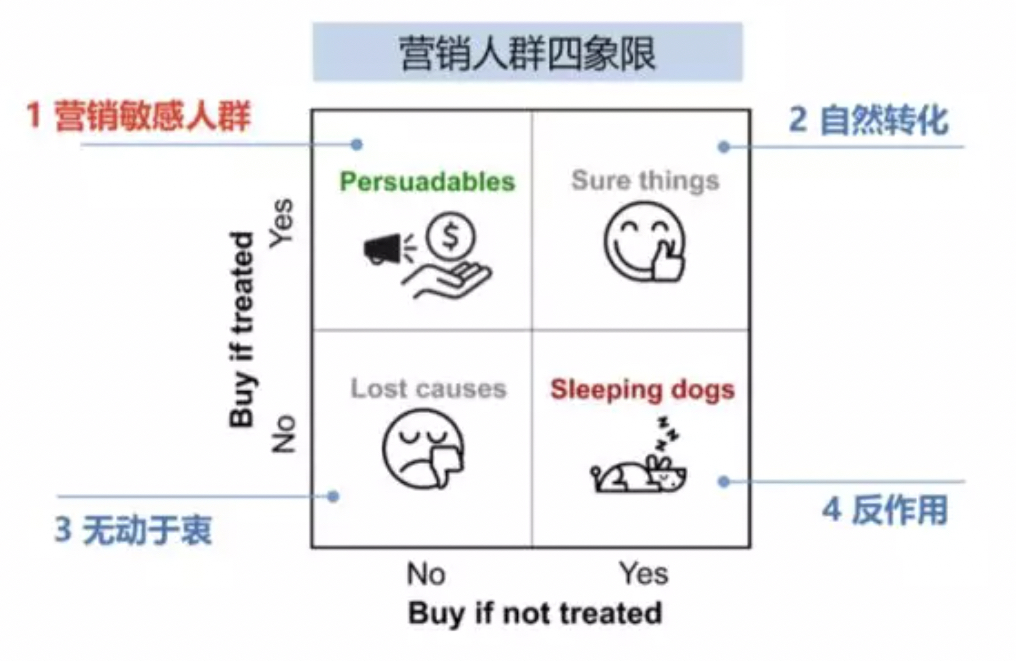 营销人群四象限
1 营销敏感人群
2 自然转化
Persuadables
Sure things
$
Buy if treated
Yes
No
Lost causes
Sleeping dogs
z z z z
3 无动于衷
4 反作用
No
Yes
Buy if not treated